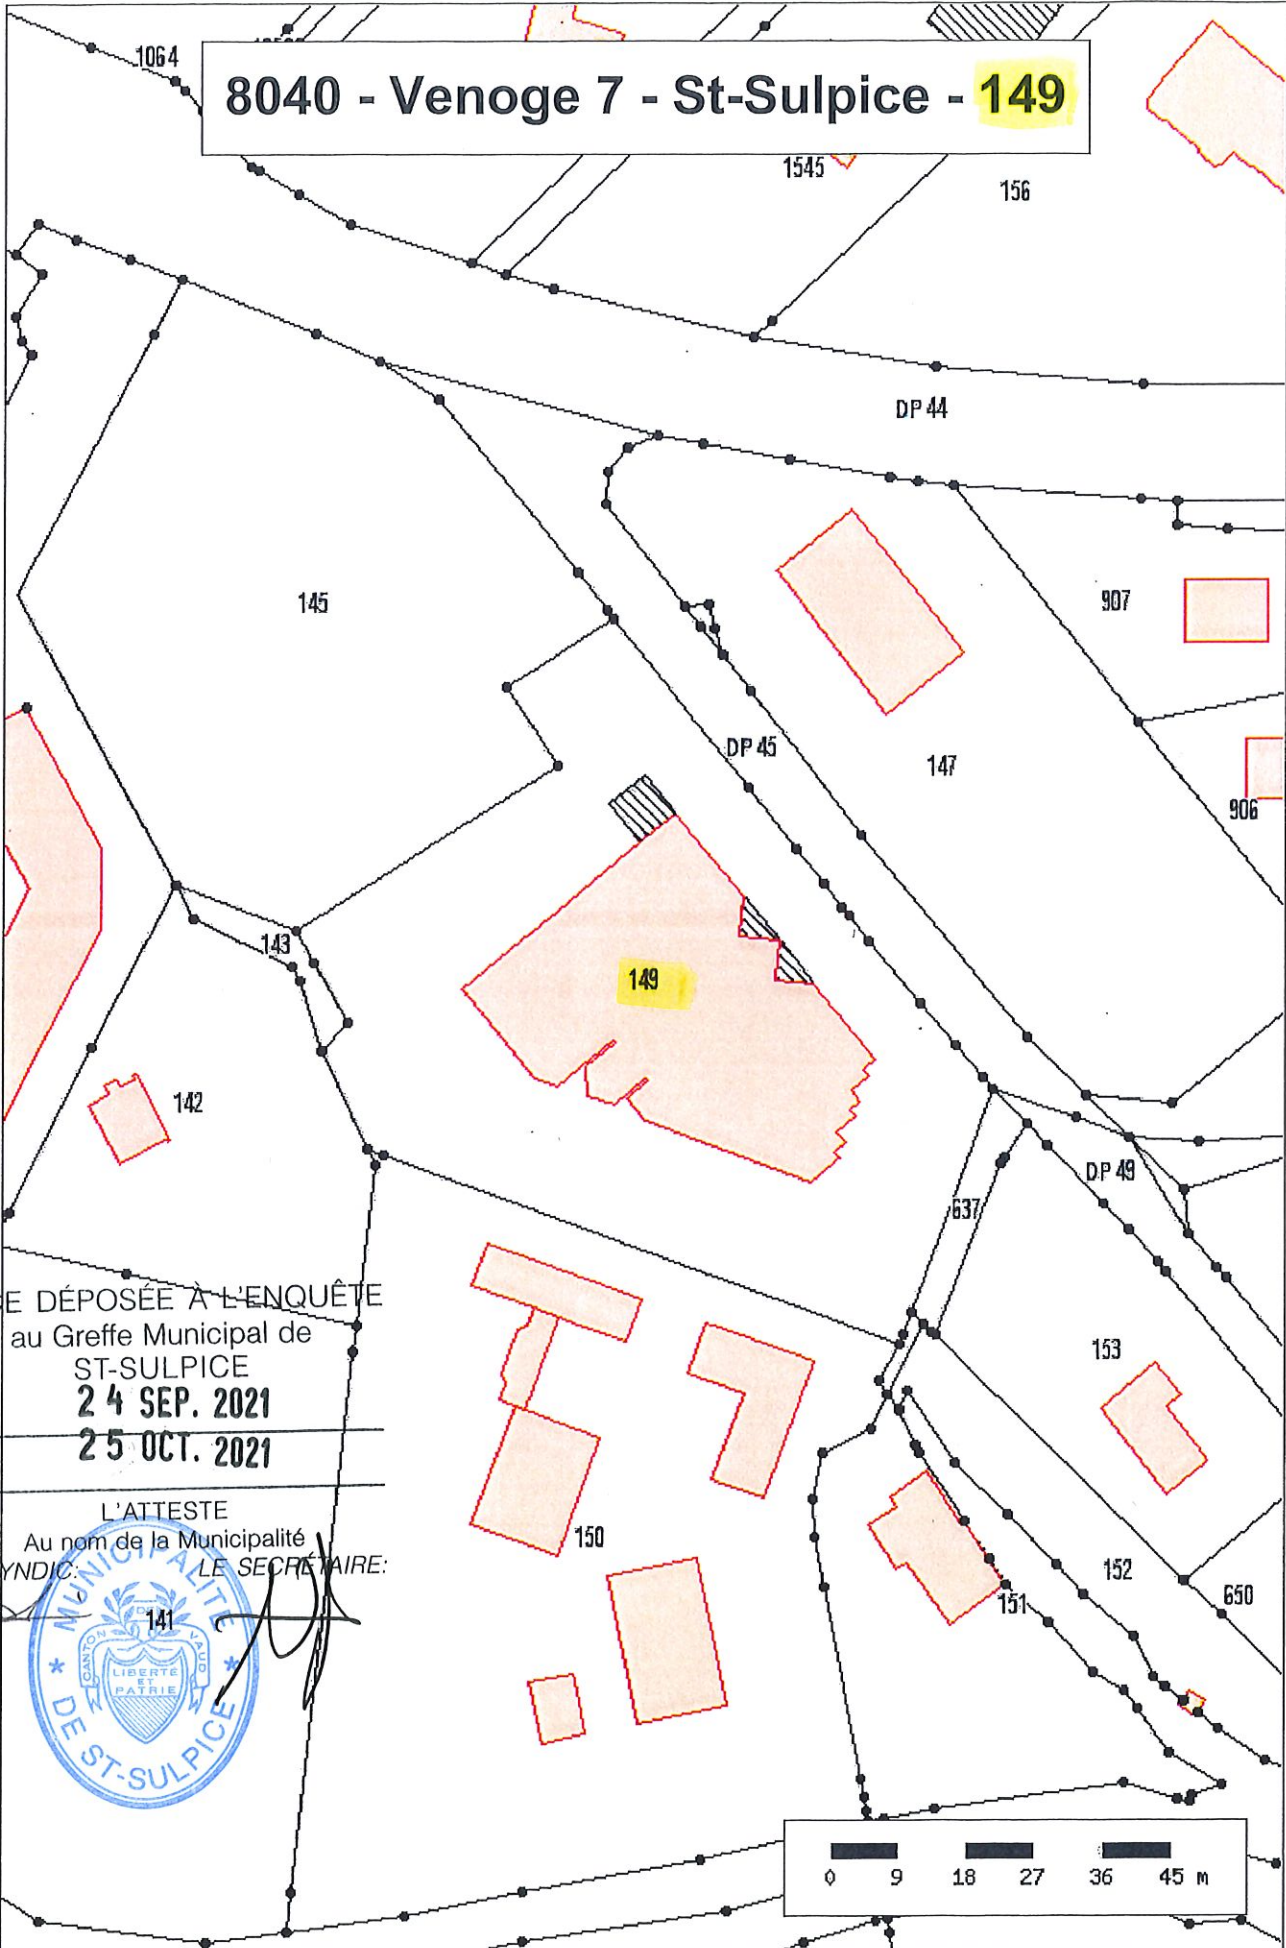 1064
8040 - Venoge 7 - St-Sulpice - 149
1545
156
DP 44
145
907
DP 45
147
906
143
149
142
DP 49
637
E DÉPOSÉE À L'ENQUÊTE
au Greffe Municipal de
ST-SULPICE
24 SEP. 2021
25 OCT. 2021
153
L'ATTESTE
Au nom de la Municipalité
YNDIC: LE SECRÉTAIRE:
150
152
650
151
141
MUNICIPALITÉ
DE ST-SULPICE
CANTON DE VAUD
LIBERTÉ
ET
PATRIE
0 9 18 27 36 45 m